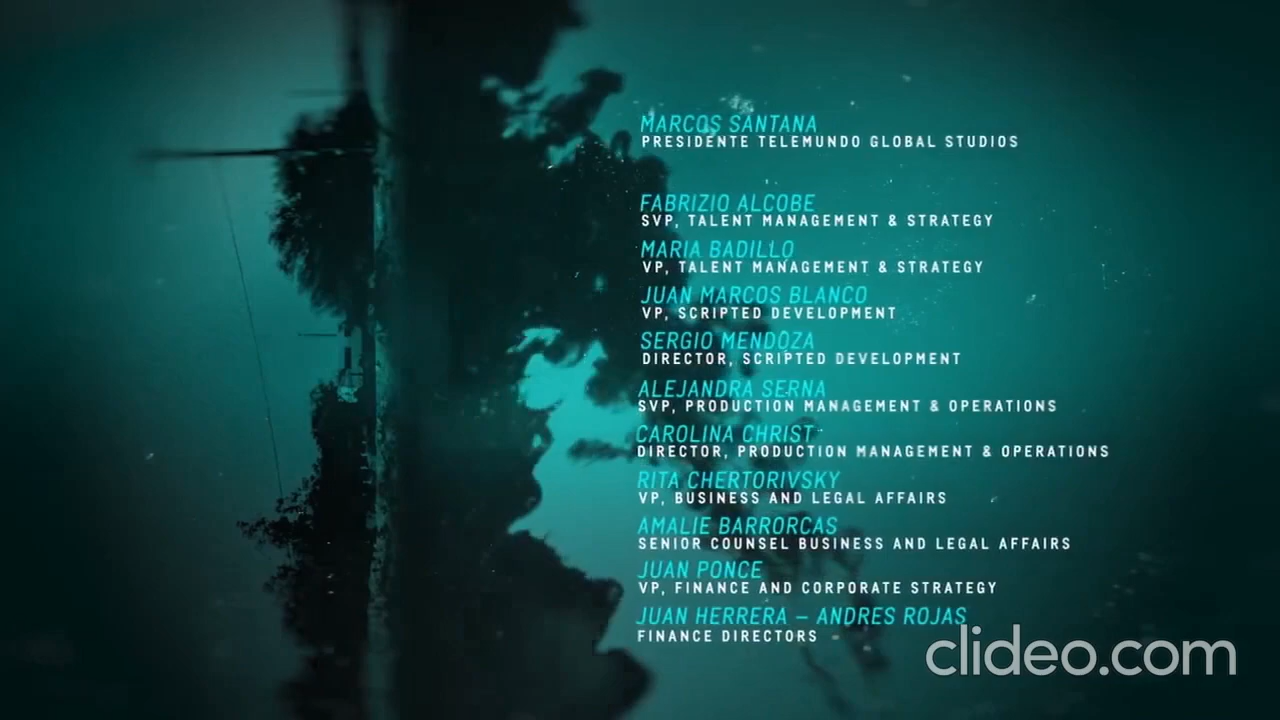 MARCOS SANTANA
PRESIDENTE TELEMUNDO GLOBAL STUDIOS
FABRIZIO ALCOBE
SVP, TALENT MANAGEMENT & STRATEGY
MARIA BADILLO
VP, TALENT MANAGEMENT & STRATEGY
JUAN MARCOS BLANCO
VP, SCRIPTED DEVELOPMENT
SERGIO MENDOZA
DIRECTOR, SCRIPTED DEVELOPMENT
ALEJANDRA SERNA
SVP, PRODUCTION MANAGEMENT & OPERATIONS
CAROLINA CHRIST
DIRECTOR, PRODUCTION MANAGEMENT & OPERATIONS
RITA CHERTORIVSKY
VP, BUSINESS AND LEGAL AFFAIRS
AMALIE BARRORCAS
SENIOR COUNSEL BUSINESS AND LEGAL AFFAIRS
JUAN PONCE
VP, FINANCE AND CORPORATE STRATEGY
JUAN HERRERA – ANDRES ROJAS
FINANCE DIRECTORS
clideo.com